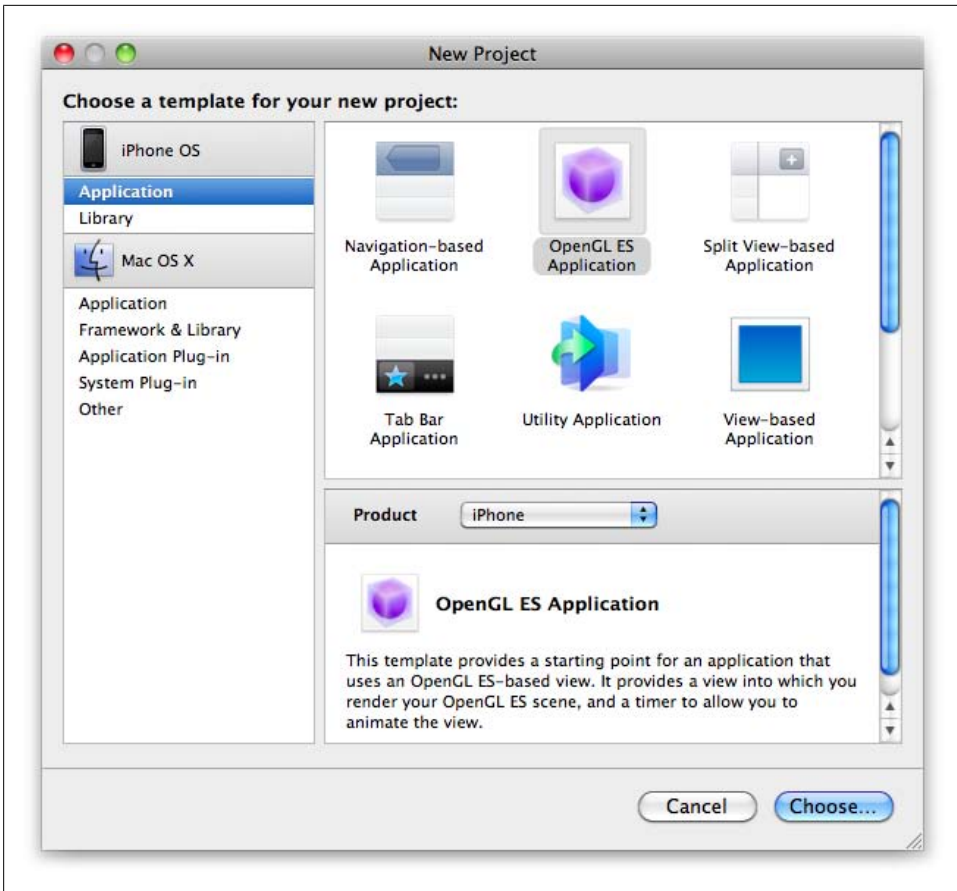 New Project
Choose a template for your new project:
iPhone OS
Application
Library
Mac OS X
Application
Framework & Library
Application Plug-in
System Plug-in
Other
Navigation-based
Application
OpenGL ES
Application
Split View-based
Application
Tab Bar
Application
Utility Application
View-based
Application
Product
iPhone
OpenGL ES Application
This template provides a starting point for an application that
uses an OpenGL ES-based view. It provides a view into which you
render your OpenGL ES scene, and a timer to allow you to
animate the view.
Cancel
Choose...